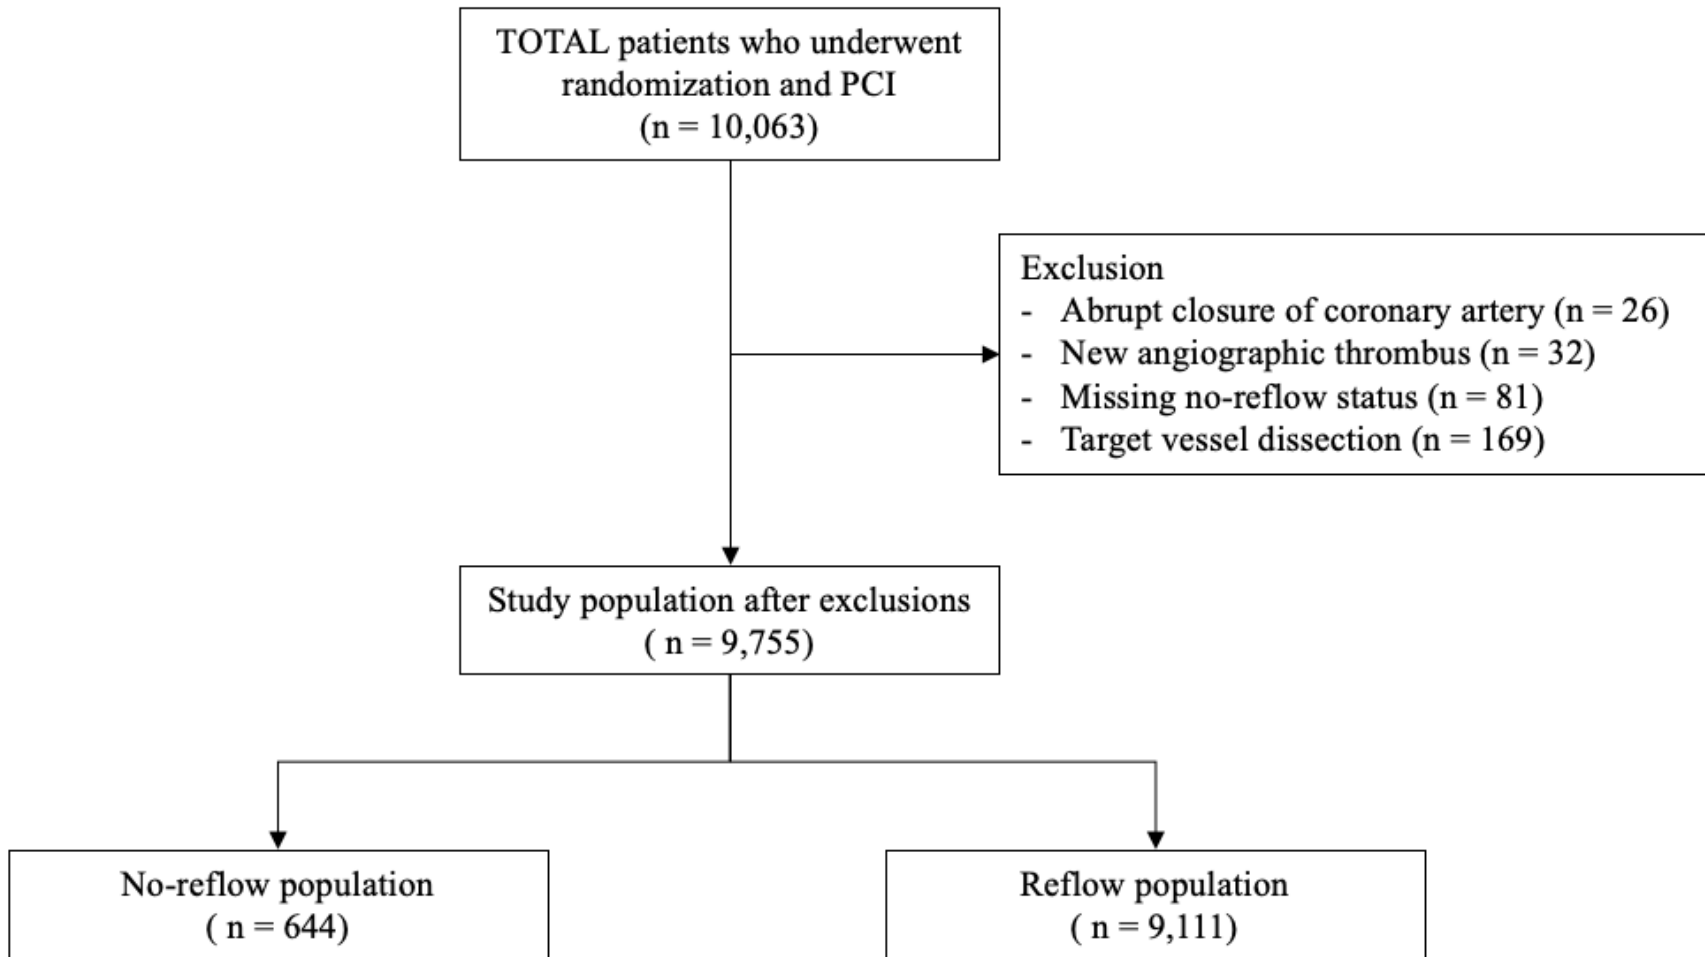 TOTAL patients who underwent
randomization and PCI
(n = 10,063)
Exclusion
- Abrupt closure of coronary artery (n = 26)
- New angiographic thrombus (n = 32)
- Missing no-reflow status (n = 81)
- Target vessel dissection (n = 169)
Study population after exclusions
( n = 9,755)
No-reflow population
( n = 644)
Reflow population
( n = 9,111)